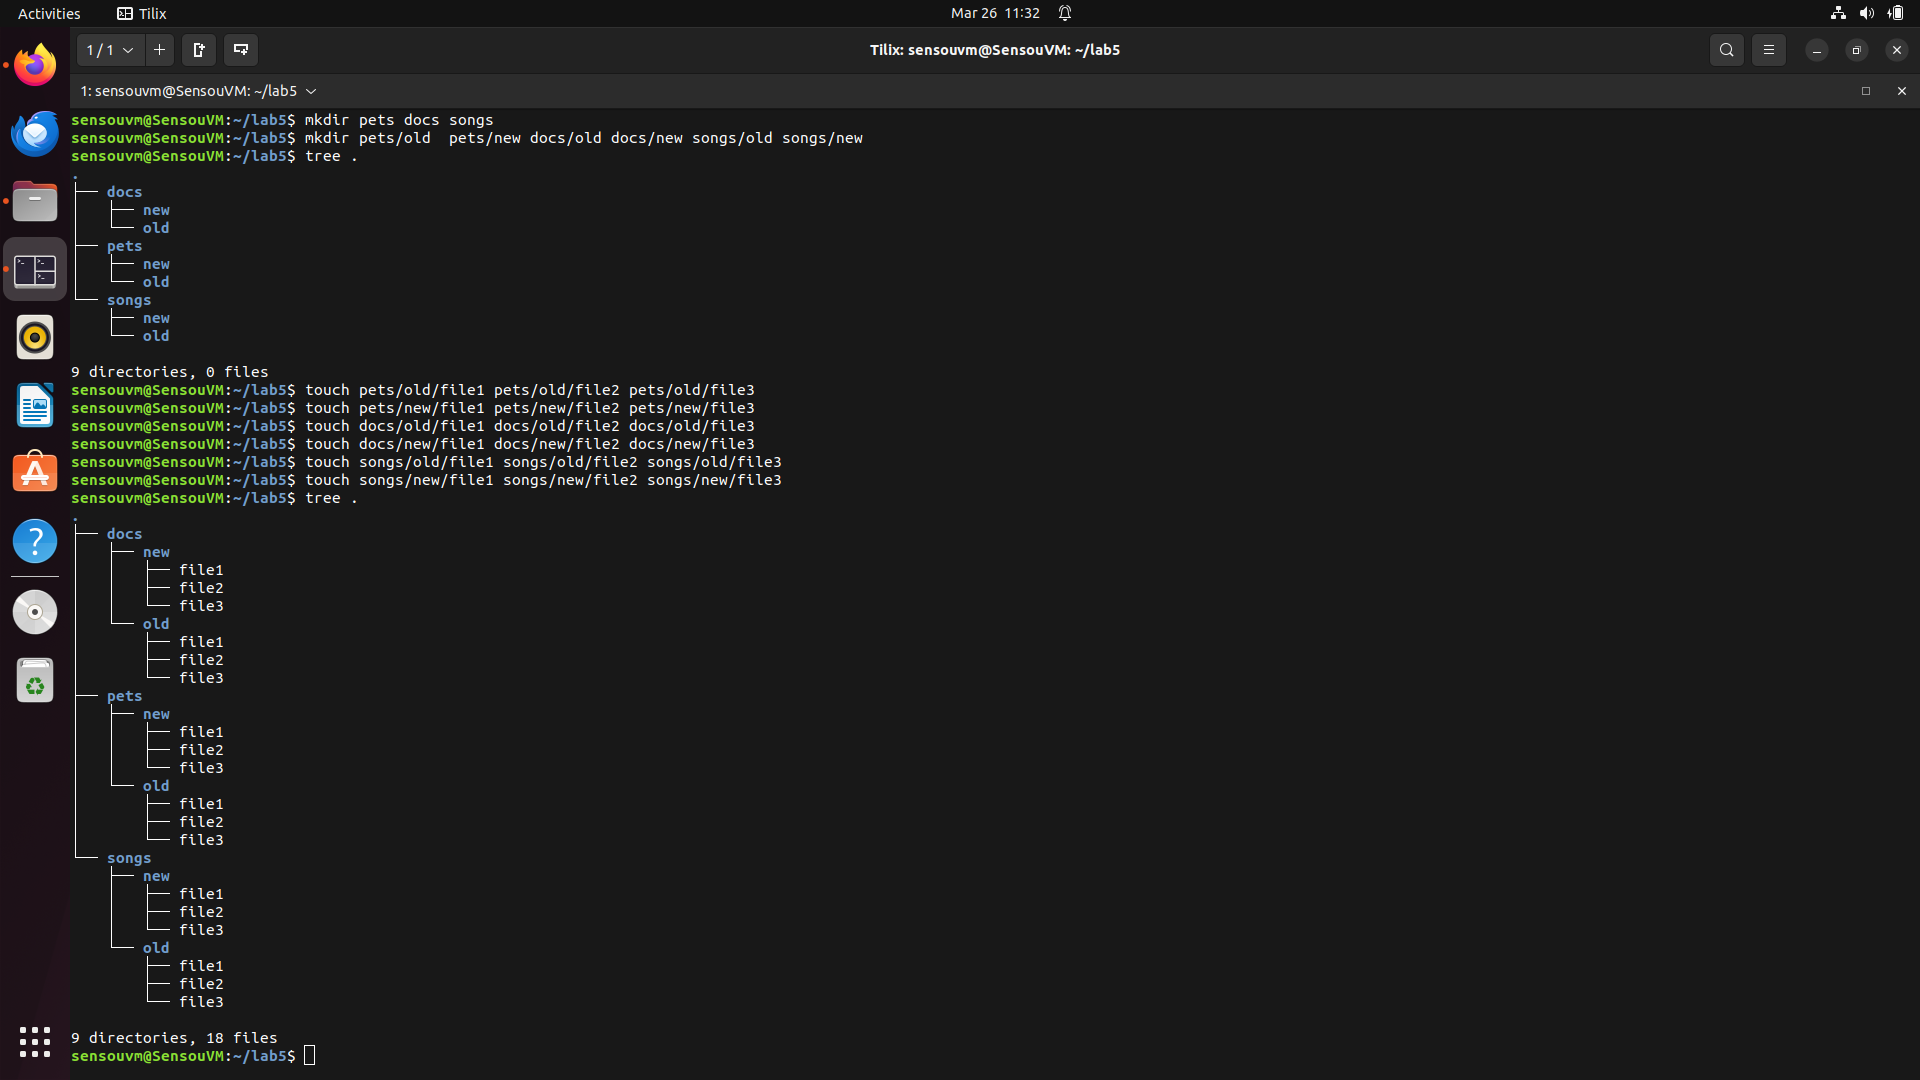 Activities
Tilix
Mar 26 11:32
1 / 1
Tilix: sensouvm@SensouVM: ~/lab5
1: sensouvm@SensouVM: ~/lab5
sensouvm@SensouVM:~/lab5$ mkdir pets docs songs
sensouvm@SensouVM:~/lab5$ mkdir pets/old  pets/new docs/old docs/new songs/old songs/new
sensouvm@SensouVM:~/lab5$ tree .
.
├── docs
│   ├── new
│   └── old
├── pets
│   ├── new
│   └── old
└── songs
    ├── new
    └── old
9 directories, 0 files
sensouvm@SensouVM:~/lab5$ touch pets/old/file1 pets/old/file2 pets/old/file3
sensouvm@SensouVM:~/lab5$ touch pets/new/file1 pets/new/file2 pets/new/file3
sensouvm@SensouVM:~/lab5$ touch docs/old/file1 docs/old/file2 docs/old/file3
sensouvm@SensouVM:~/lab5$ touch docs/new/file1 docs/new/file2 docs/new/file3
sensouvm@SensouVM:~/lab5$ touch songs/old/file1 songs/old/file2 songs/old/file3
sensouvm@SensouVM:~/lab5$ touch songs/new/file1 songs/new/file2 songs/new/file3
sensouvm@SensouVM:~/lab5$ tree .
.
├── docs
│   ├── new
│   │   ├── file1
│   │   ├── file2
│   │   └── file3
│   └── old
│       ├── file1
│       ├── file2
│       └── file3
├── pets
│   ├── new
│   │   ├── file1
│   │   ├── file2
│   │   └── file3
│   └── old
│       ├── file1
│       ├── file2
│       └── file3
└── songs
    ├── new
    │   ├── file1
    │   ├── file2
    │   └── file3
    └── old
        ├── file1
        ├── file2
        └── file3
9 directories, 18 files
sensouvm@SensouVM:~/lab5$